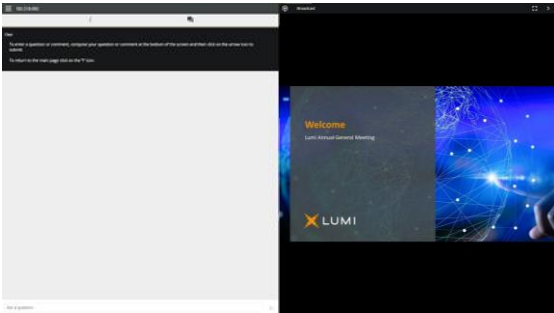 Chat
To enter a question or comment, compose your question or comment at the bottom of the screen and then click on the arrow icon to
submit.
To return to the main page click on the "i" icon.
Ask a question
Broadcast
Welcome
Lumi Annual General Meeting
LUMI